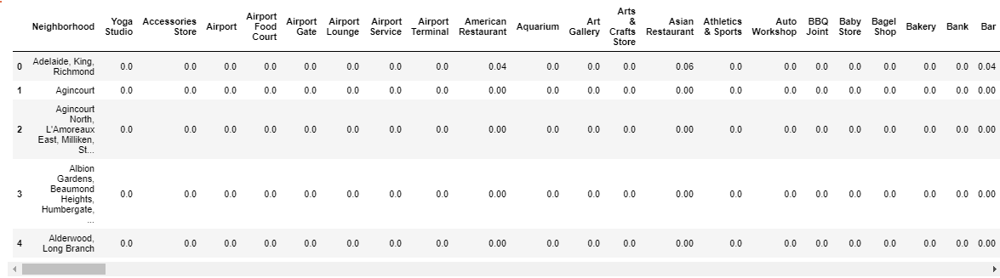 Neighborhood Yoga Studio Accessories Store Airport Airport Food Court Airport Gate Airport Lounge Airport Service Airport Terminal American Restaurant Aquarium Art Gallery Arts & Crafts Store Asian Restaurant Athletics & Sports Auto Workshop BBQ Joint Baby Store Bagel Shop Bakery Bank Bar
0 Adelaide, King, Richmond 0.0 0.0 0.0 0.0 0.0 0.0 0.0 0.0 0.04 0.0 0.0 0.0 0.06 0.0 0.0 0.0 0.0 0.0 0.0 0.0 0.04
1 Agincourt 0.0 0.0 0.0 0.0 0.0 0.0 0.0 0.0 0.00 0.0 0.0 0.0 0.00 0.0 0.0 0.0 0.0 0.0 0.0 0.0 0.00
2 Agincourt North, L'Amoreaux East, Milliken, St... 0.0 0.0 0.0 0.0 0.0 0.0 0.0 0.0 0.00 0.0 0.0 0.0 0.00 0.0 0.0 0.0 0.0 0.0 0.0 0.0 0.00
3 Albion Gardens, Beaumond Heights, Humbergate, ... 0.0 0.0 0.0 0.0 0.0 0.0 0.0 0.0 0.00 0.0 0.0 0.0 0.00 0.0 0.0 0.0 0.0 0.0 0.0 0.0 0.00
4 Alderwood, Long Branch 0.0 0.0 0.0 0.0 0.0 0.0 0.0 0.0 0.00 0.0 0.0 0.0 0.00 0.0 0.0 0.0 0.0 0.0 0.0 0.0 0.00